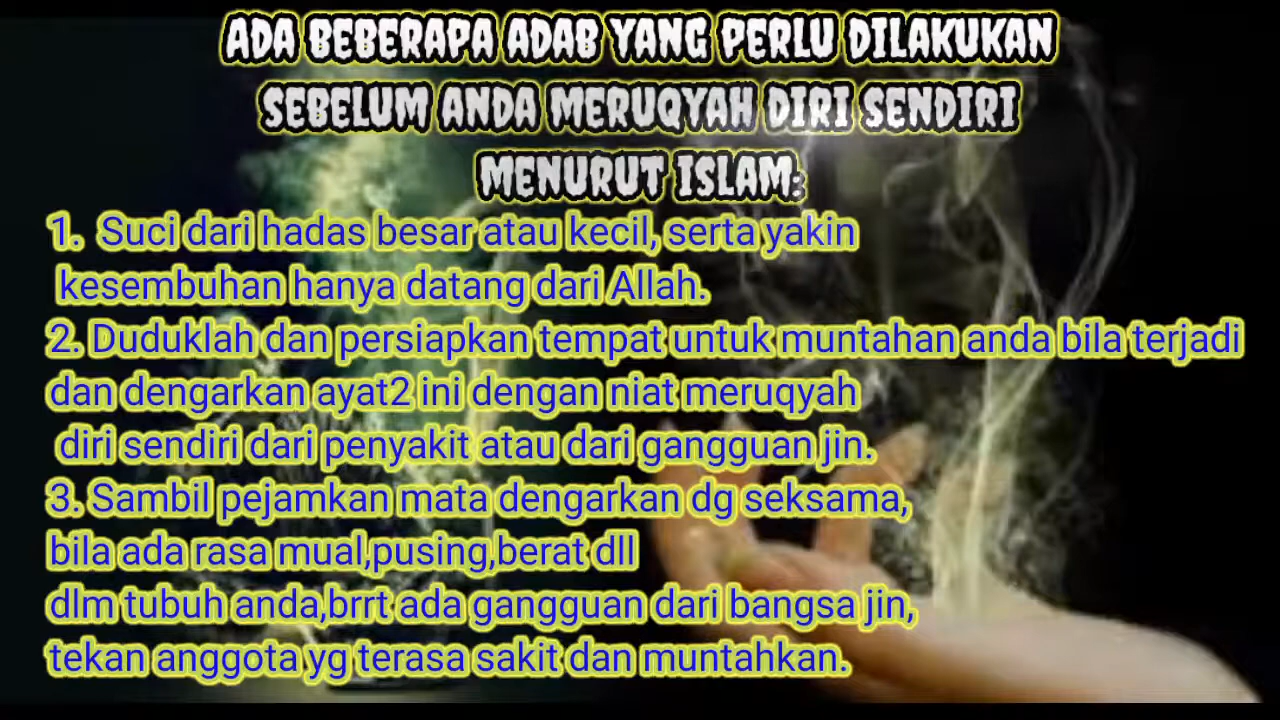 ADA BEBERAPA ADAB YANG PERLU DILAKUKAN
SEBELUM ANDA MERUQYAH DIRI SENDIRI
MENURUT ISLAM:
1. Suci dari hadas besar atau kecil, serta yakin
kesembuhan hanya datang dari Allah.
2. Duduklah dan persiapkan tempat untuk muntahan anda bila terjadi
dan dengarkan ayat2 ini dengan niat meruqyah
diri sendiri dari penyakit atau dari gangguan jin.
3. Sambil pejamkan mata dengarkan dg seksama,
bila ada rasa mual,pusing,berat dll
dlm tubuh anda,brrt ada gangguan dari bangsa jin,
tekan anggota yg terasa sakit dan muntahkan.